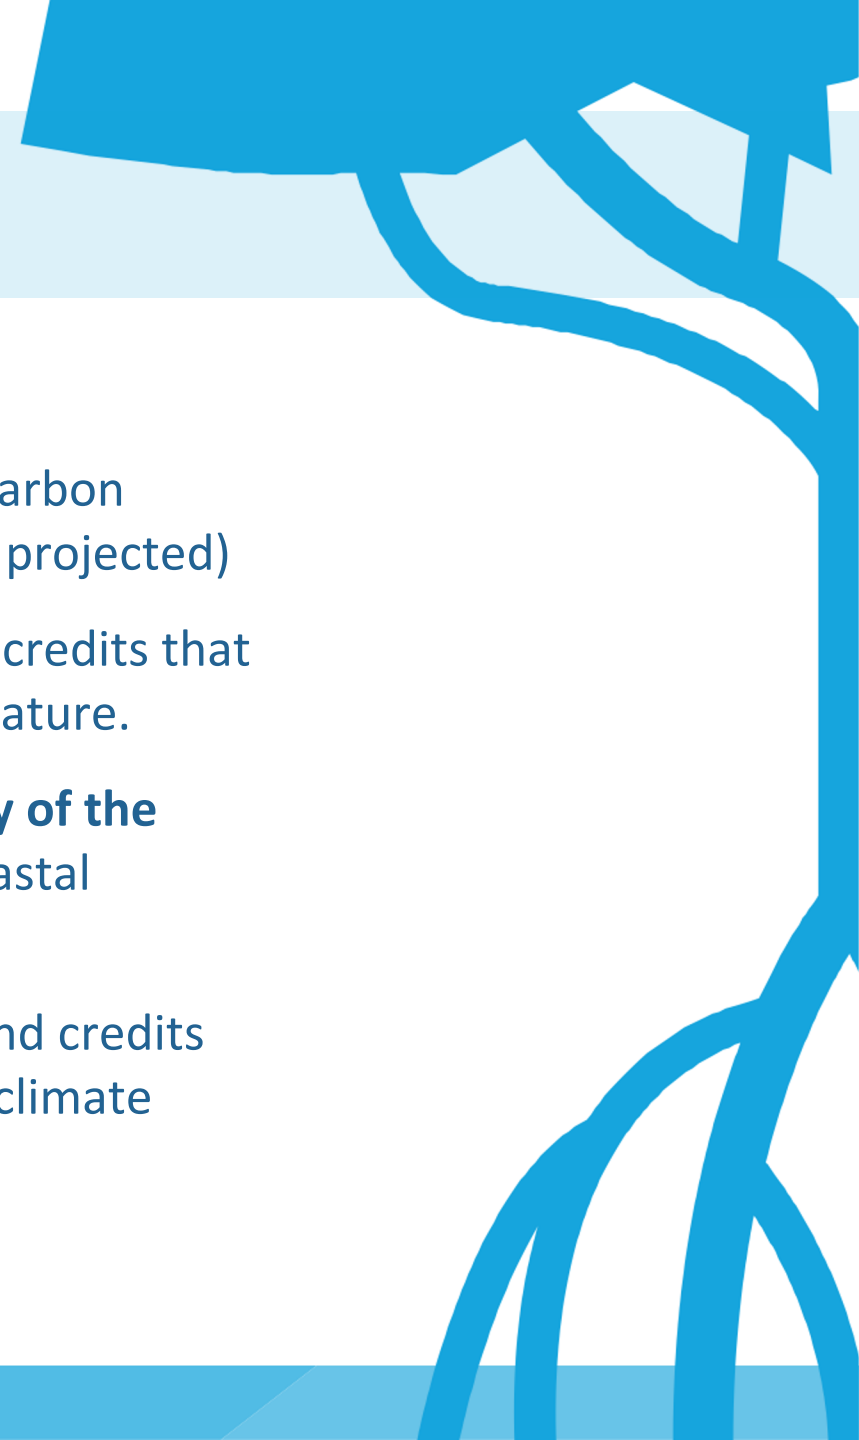 arbon
projected)
credits that
ature.
y of the
astal
nd credits
climate